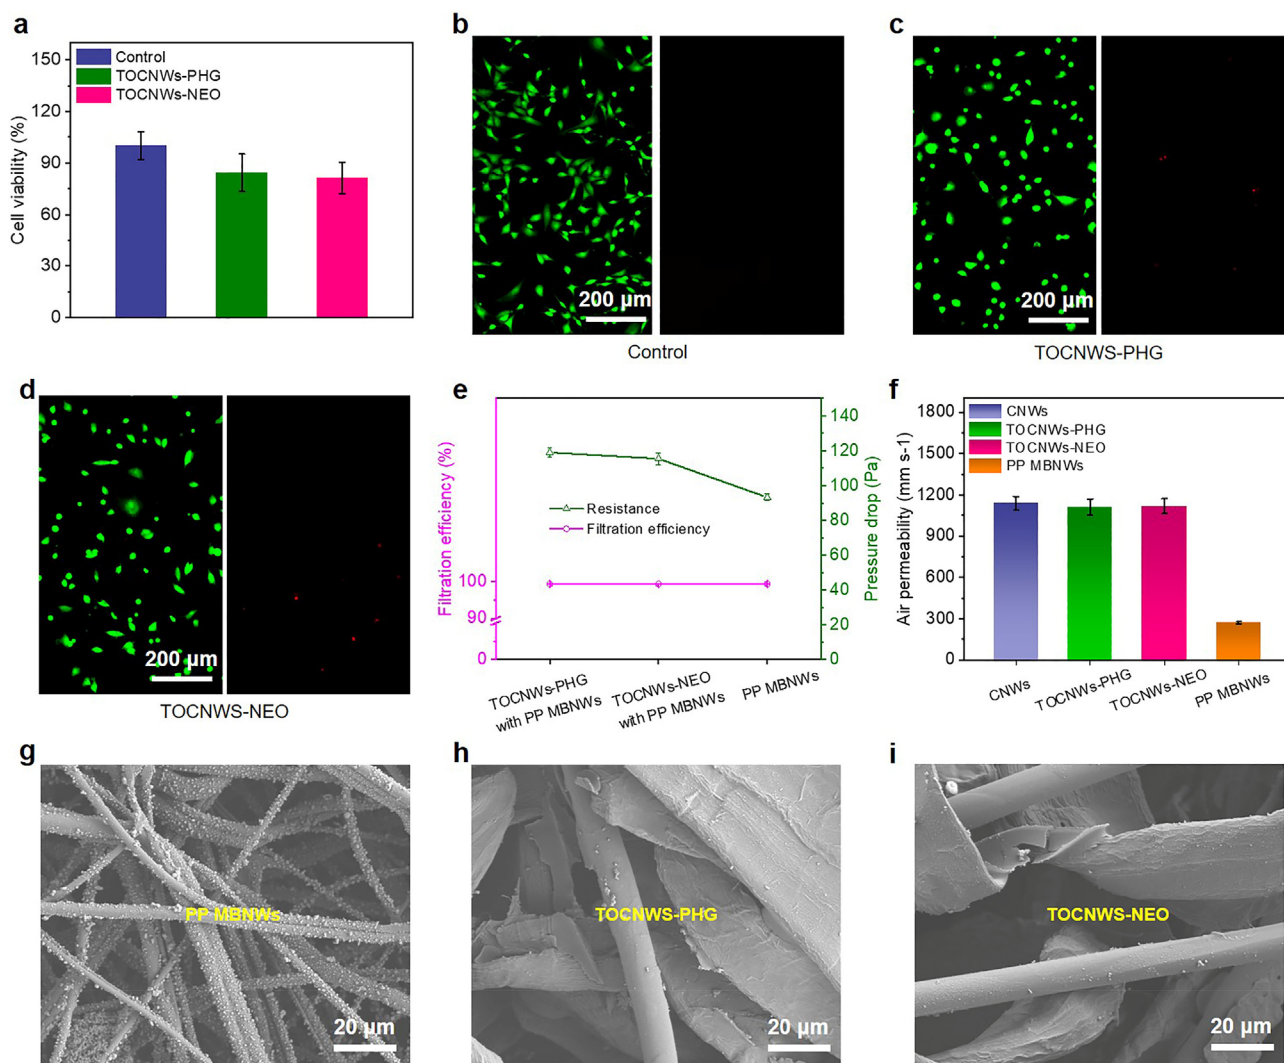 a
150
120
90
60
30
0
Cell viability (%)
Control
TOCNWs-PHG
TOCNWs-NEO
b
200 µm
Control
c
200 µm
TOCNWS-PHG
d
200 µm
TOCNWS-NEO
e
Filtration efficiency (%)
100
90
0
Resistance
Filtration efficiency
140
120
100
80
60
40
20
0
Pressure drop (Pa)
TOCNWs-PHG
with PP MBNWs
TOCNWs-NEO
with PP MBNWs
PP MBNWs
f
Air permeability (mm s-1)
1800
1500
1200
900
600
300
0
CNWs
TOCNWs-PHG
TOCNWs-NEO
PP MBNWs
CNWs
TOCNWs-PHG
TOCNWs-NEO
PP MBNWs
g
PP MBNWs
20 µm
h
TOCNWS-PHG
20 µm
i
TOCNWS-NEO
20 µm